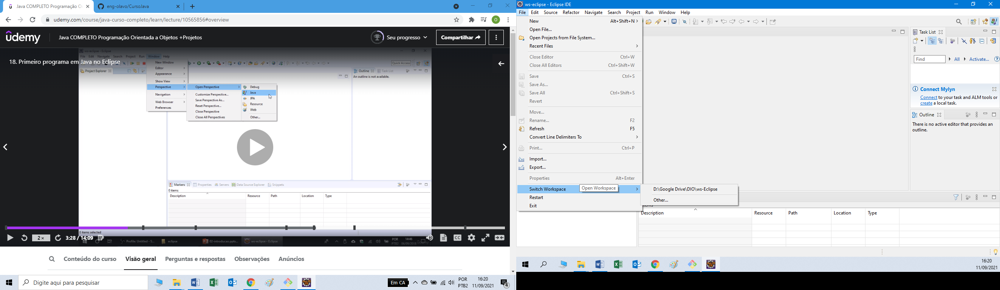 Java COMPLETO Programação O
eng-olavo/CursoJava
udemy.com/course/java-curso-completo/learn/lecture/10565856#overview
O
udemy
Java COMPLETO Programação Orientada a Objetos +Projetos
Seu progresso
Compartilhar
ws-eclipse - Eclipse
File Edit Navigate Search Project Run Window Help
18. Primeiro programa em Java no Eclipse
Quick Access
Project Explorer
New Window
Editor
Appearance
Show View
Perspective
Navigation
Web Browser
Preferences
Open Perspective
Customize Perspective...
Save Perspective As...
Reset Perspective...
Close Perspective
Close All Perspectives
Debug
Java
JPA
Resource
Web
Other...
Outline Task List
An outline is not available.
Markers Properties Servers Data Source Explorer Snippets
0 items
Description Resource Path Location Type
0 items selected
2 x
3:28 / 14:09
CC
Profile: Untitled - S...
eclipse
02-introducao.pptx...
ws-eclipse - Eclipse
POR
PTB2
14:46
06/09/2018
udemy
Conteúdo do curso Visão geral Perguntas e respostas Observações Anúncios
Digite aqui para pesquisar
Em CA
POR
PTB2
16:20
11/09/2021
4
ws-eclipse - Eclipse IDE
File Edit Source Refactor Navigate Search Project Run Window Help
New Alt+Shift+N
Open File...
Open Projects from File System...
Recent Files
Close Editor Ctrl+W
Close All Editors Ctrl+Shift+W
Save Ctrl+S
Save As...
Save All Ctrl+Shift+S
Revert
Move...
Rename... F2
Refresh F5
Convert Line Delimiters To
Print... Ctrl+P
Import...
Export...
Properties Alt+Enter
Switch Workspace
Open Workspace
Restart
Exit
D:\Google Drive\DIO\ws-Eclipse
Other...
Task List
Find
All
Activate...
Connect Mylyn
Connect to your task and ALM tools or
create a local task.
Outline
There is no active editor that provides an
outline.
items
Description Resource Path Location Type
16:20
11/09/2021